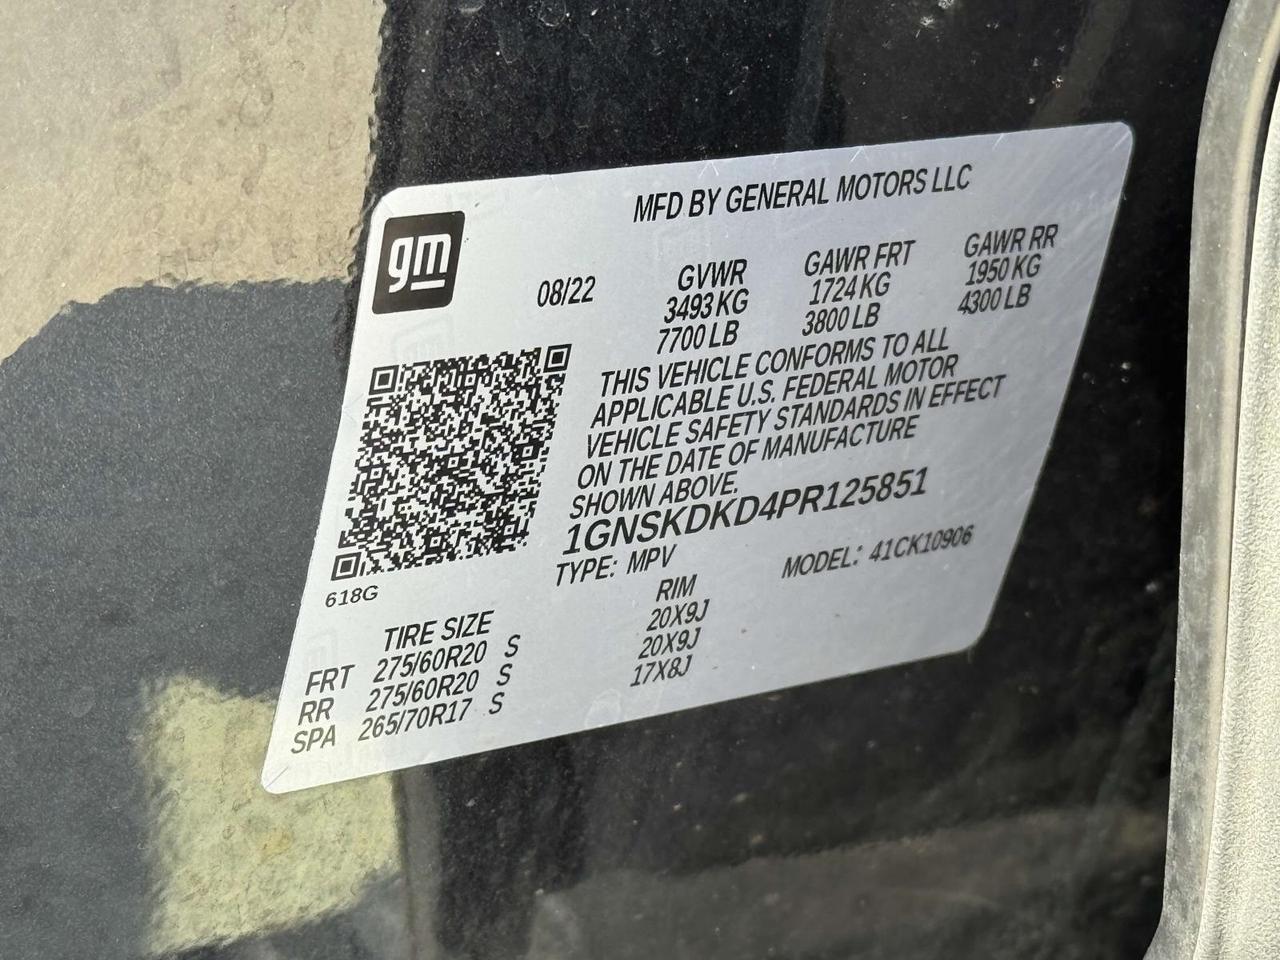 MFD BY GENERAL MOTORS LLC
gm
08/22
GVWR GAWR FRT GAWR RR
3493 KG 1724 KG 1950 KG
7700 LB 3800 LB 4300 LB
THIS VEHICLE CONFORMS TO ALL
APPLICABLE U.S. FEDERAL MOTOR
VEHICLE SAFETY STANDARDS IN EFFECT
ON THE DATE OF MANUFACTURE
SHOWN ABOVE.
1GNSKDKD4PR125851
TYPE: MPV MODEL: 41CK10906
618G
TIRE SIZE RIM
FRT 275/60R20 S 20X9J
RR 275/60R20 S 20X9J
SPA 265/70R17 S 17X8J